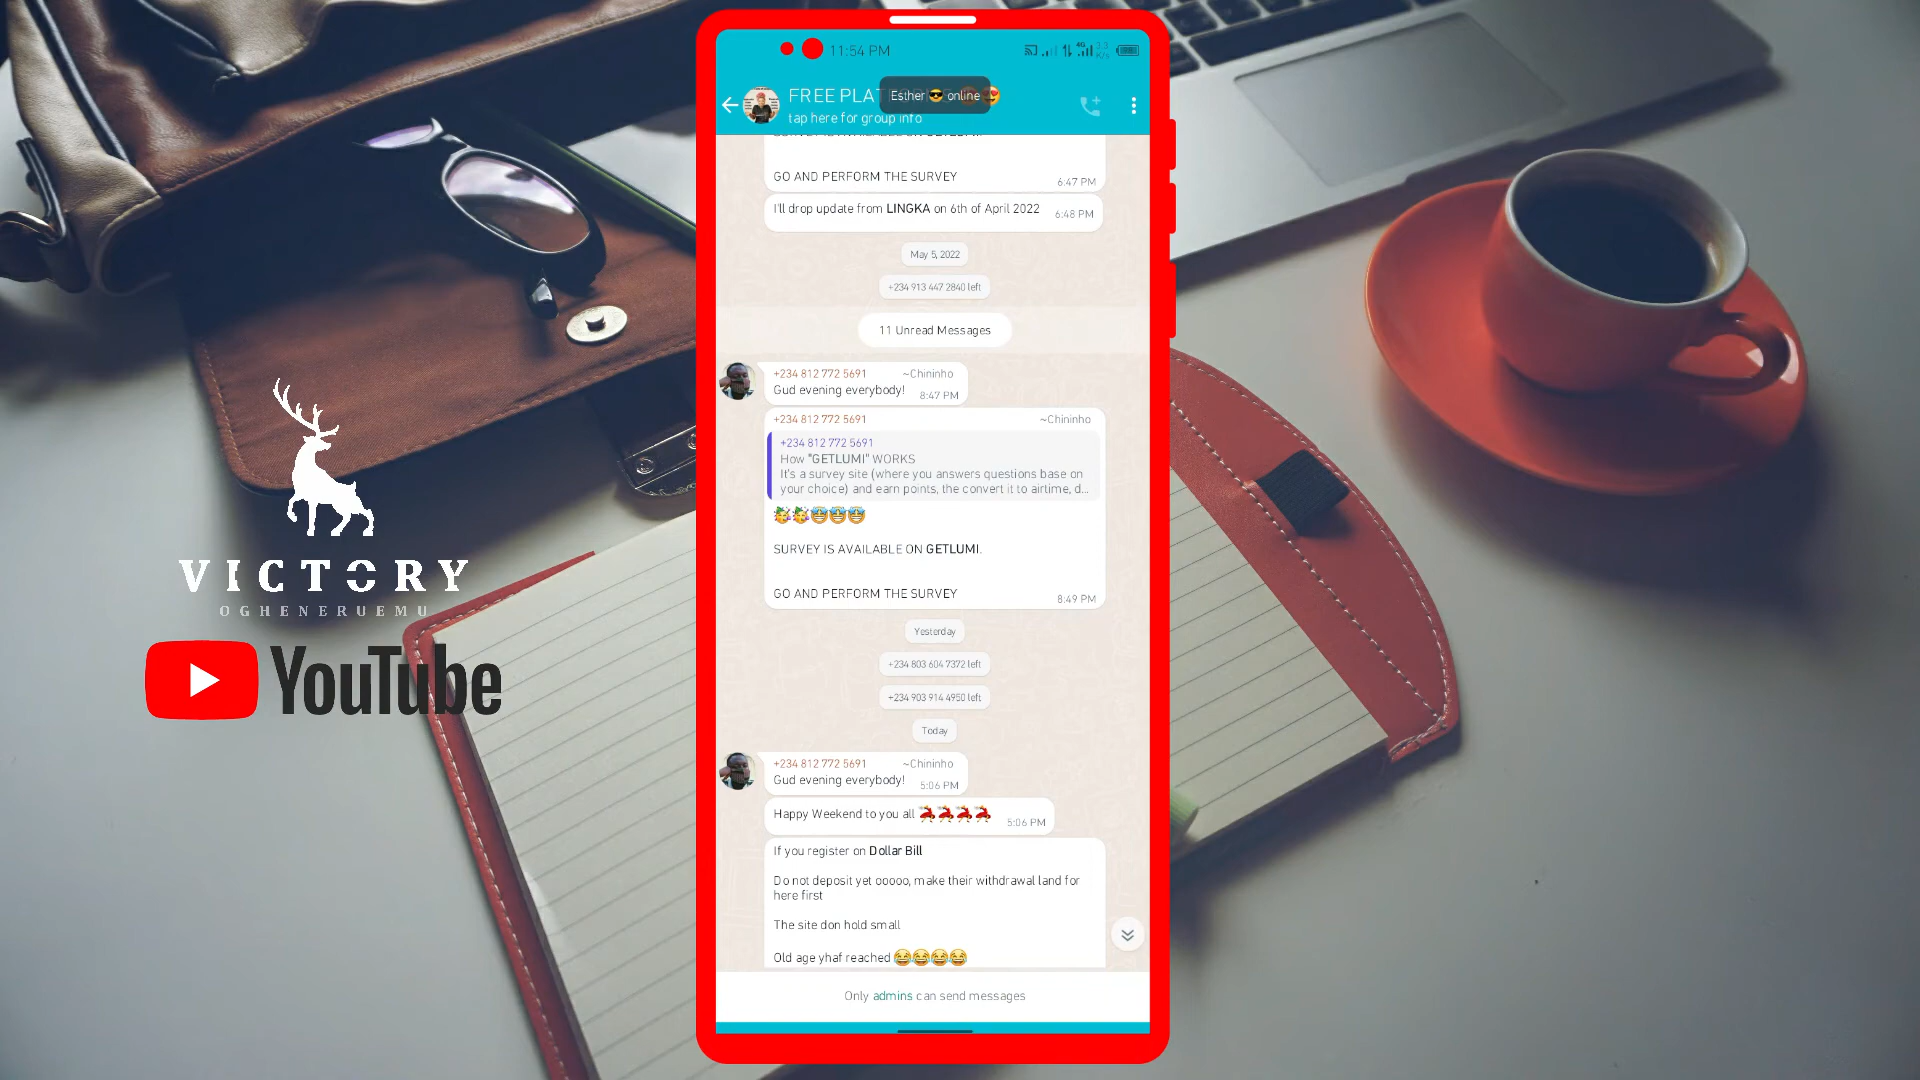 11:54 PM
4G
3.3
K/s
FREE PLAT
Esther 😎 online
tap here for group info
GO AND PERFORM THE SURVEY
6:47 PM
I'll drop update from LINGKA on 6th of April 2022
6:48 PM
May 5, 2022
+234 913 447 2840 left
11 Unread Messages
+234 812 772 5691 ~Chininho
Gud evening everybody!
8:47 PM
+234 812 772 5691 ~Chininho
+234 812 772 5691
How "GETLUMI" WORKS
It's a survey site (where you answers questions base on
your choice) and earn points, the convert it to airtime, d...
🥳🥳🤩🤩🤩
SURVEY IS AVAILABLE ON GETLUMI.
GO AND PERFORM THE SURVEY
8:49 PM
Yesterday
+234 803 604 7372 left
+234 903 914 4950 left
Today
+234 812 772 5691 ~Chininho
Gud evening everybody!
5:06 PM
Happy Weekend to you all 💃💃💃💃
5:06 PM
If you register on Dollar Bill
Do not deposit yet ooooo, make their withdrawal land for
here first
The site don hold small
Old age yhaf reached 😂😂😂😂
Only admins can send messages
VICTORY
OGHENERUEMU
YouTube